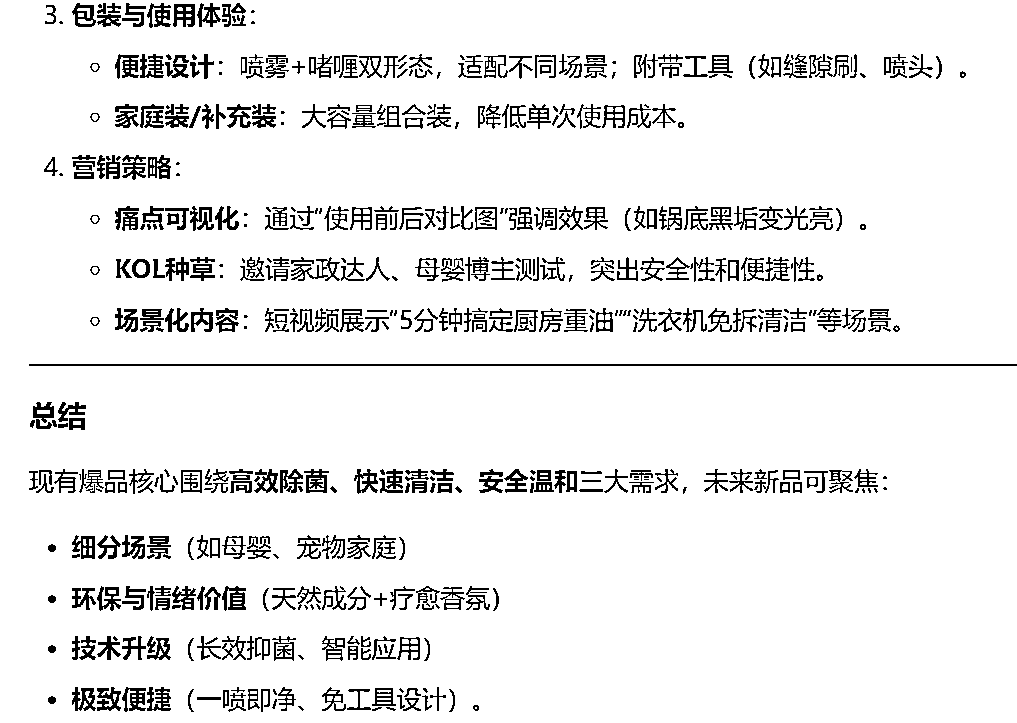 3. 包装与使用体验：
◦ 便捷设计：喷雾+啫喱双形态，适配不同场景；附带工具（如缝隙刷、喷头）。
◦ 家庭装/补充装：大容量组合装，降低单次使用成本。
4. 营销策略：
◦ 痛点可视化：通过“使用前后对比图”强调效果（如锅底黑垢变光亮）。
◦ KOL种草：邀请家政达人、母婴博主测试，突出安全性和便捷性。
◦ 场景化内容：短视频展示“5分钟搞定厨房重油”“洗衣机免拆清洁”等场景。
总结
现有爆品核心围绕高效除菌、快速清洁、安全温和三大需求，未来新品可聚焦：
• 细分场景（如母婴、宠物家庭）
• 环保与情绪价值（天然成分+疗愈香氛）
• 技术升级（长效抑菌、智能应用）
• 极致便捷（一喷即净、免工具设计）。